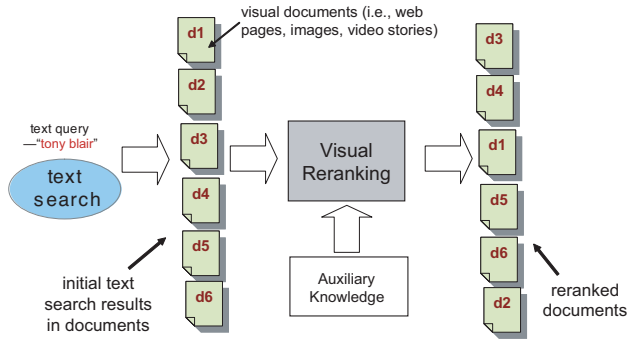 visual documents (i.e., web
pages, images, video stories)
text query
—"tony blair"
text
search
d1
d2
d3
d4
d5
d6
initial text
search results
in documents
Visual
Reranking
Auxiliary
Knowledge
d3
d4
d1
d5
d6
d2
reranked
documents